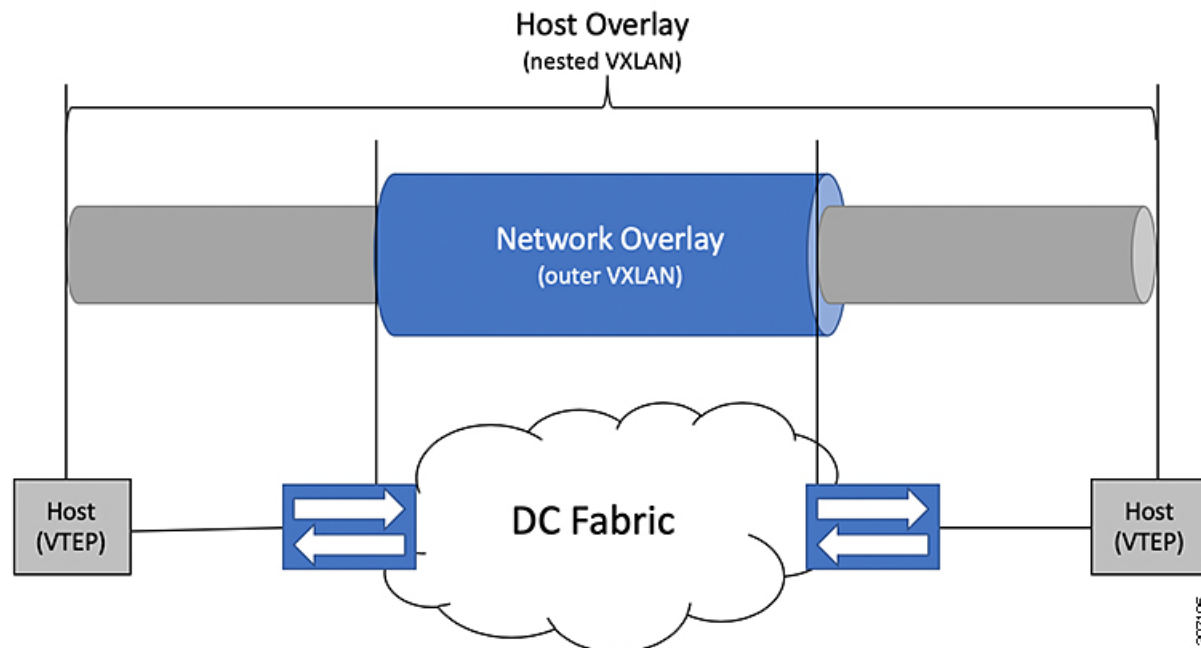 Host Overlay
(nested VXLAN)
Network Overlay
(outer VXLAN)
DC Fabric
Host
(VTEP)
Host
(VTEP)